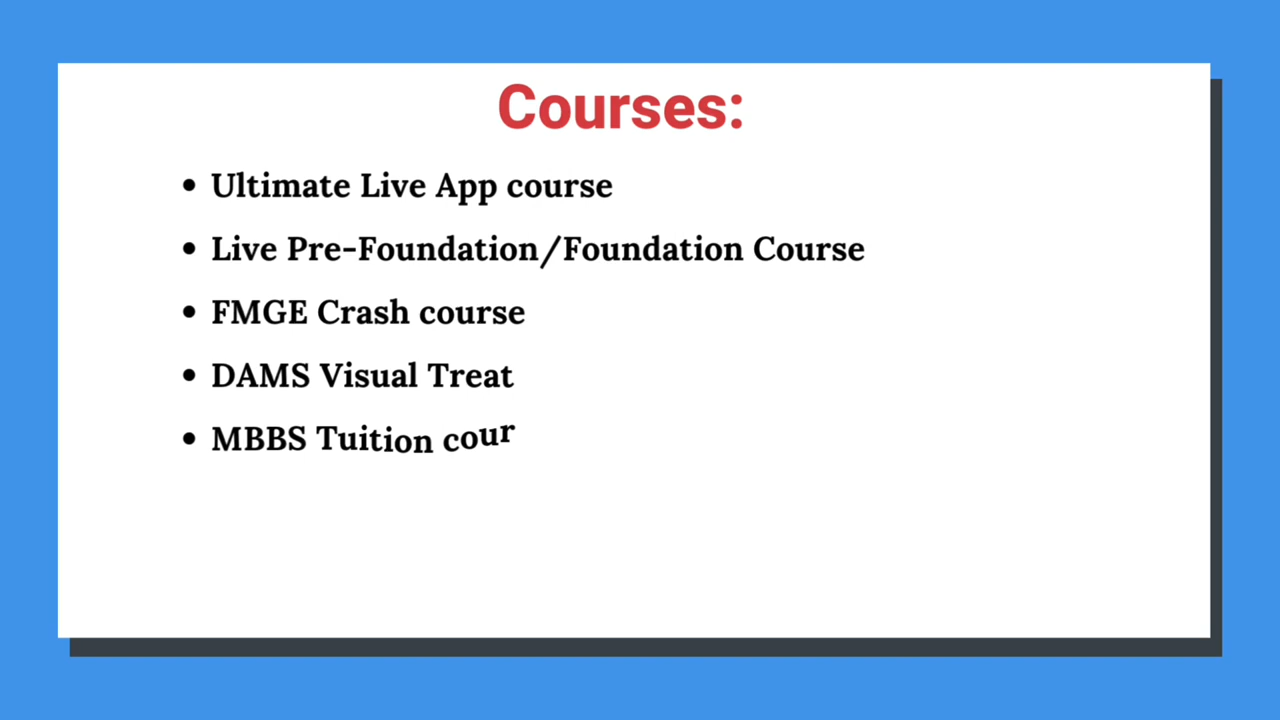 Courses:
• Ultimate Live App course
• Live Pre-Foundation/Foundation Course
• FMGE Crash course
• DAMS Visual Treat
• MBBS Tuition cour